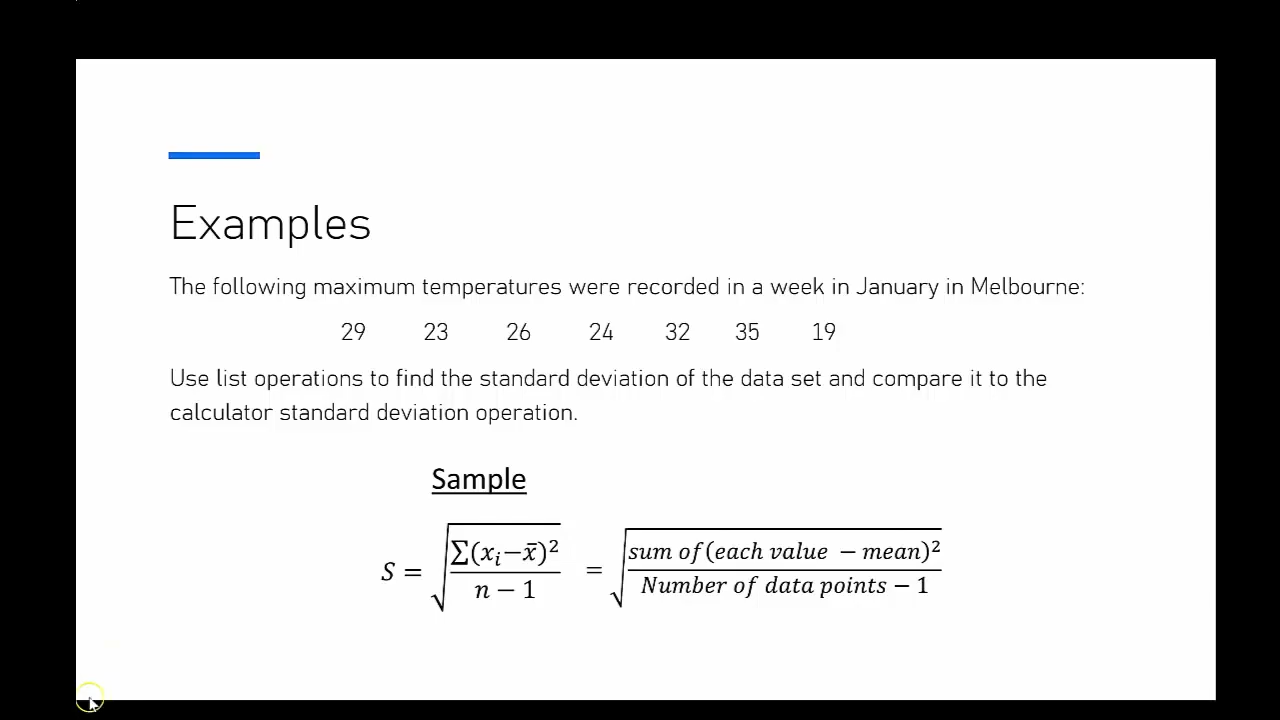 Examples
The following maximum temperatures were recorded in a week in January in Melbourne:
29 23 26 24 32 35 19
Use list operations to find the standard deviation of the data set and compare it to the
calculator standard deviation operation.
Sample
S = √(∑(xᵢ−x̄)² / (n − 1)) = √(sum of(each value − mean)² / (Number of data points − 1))